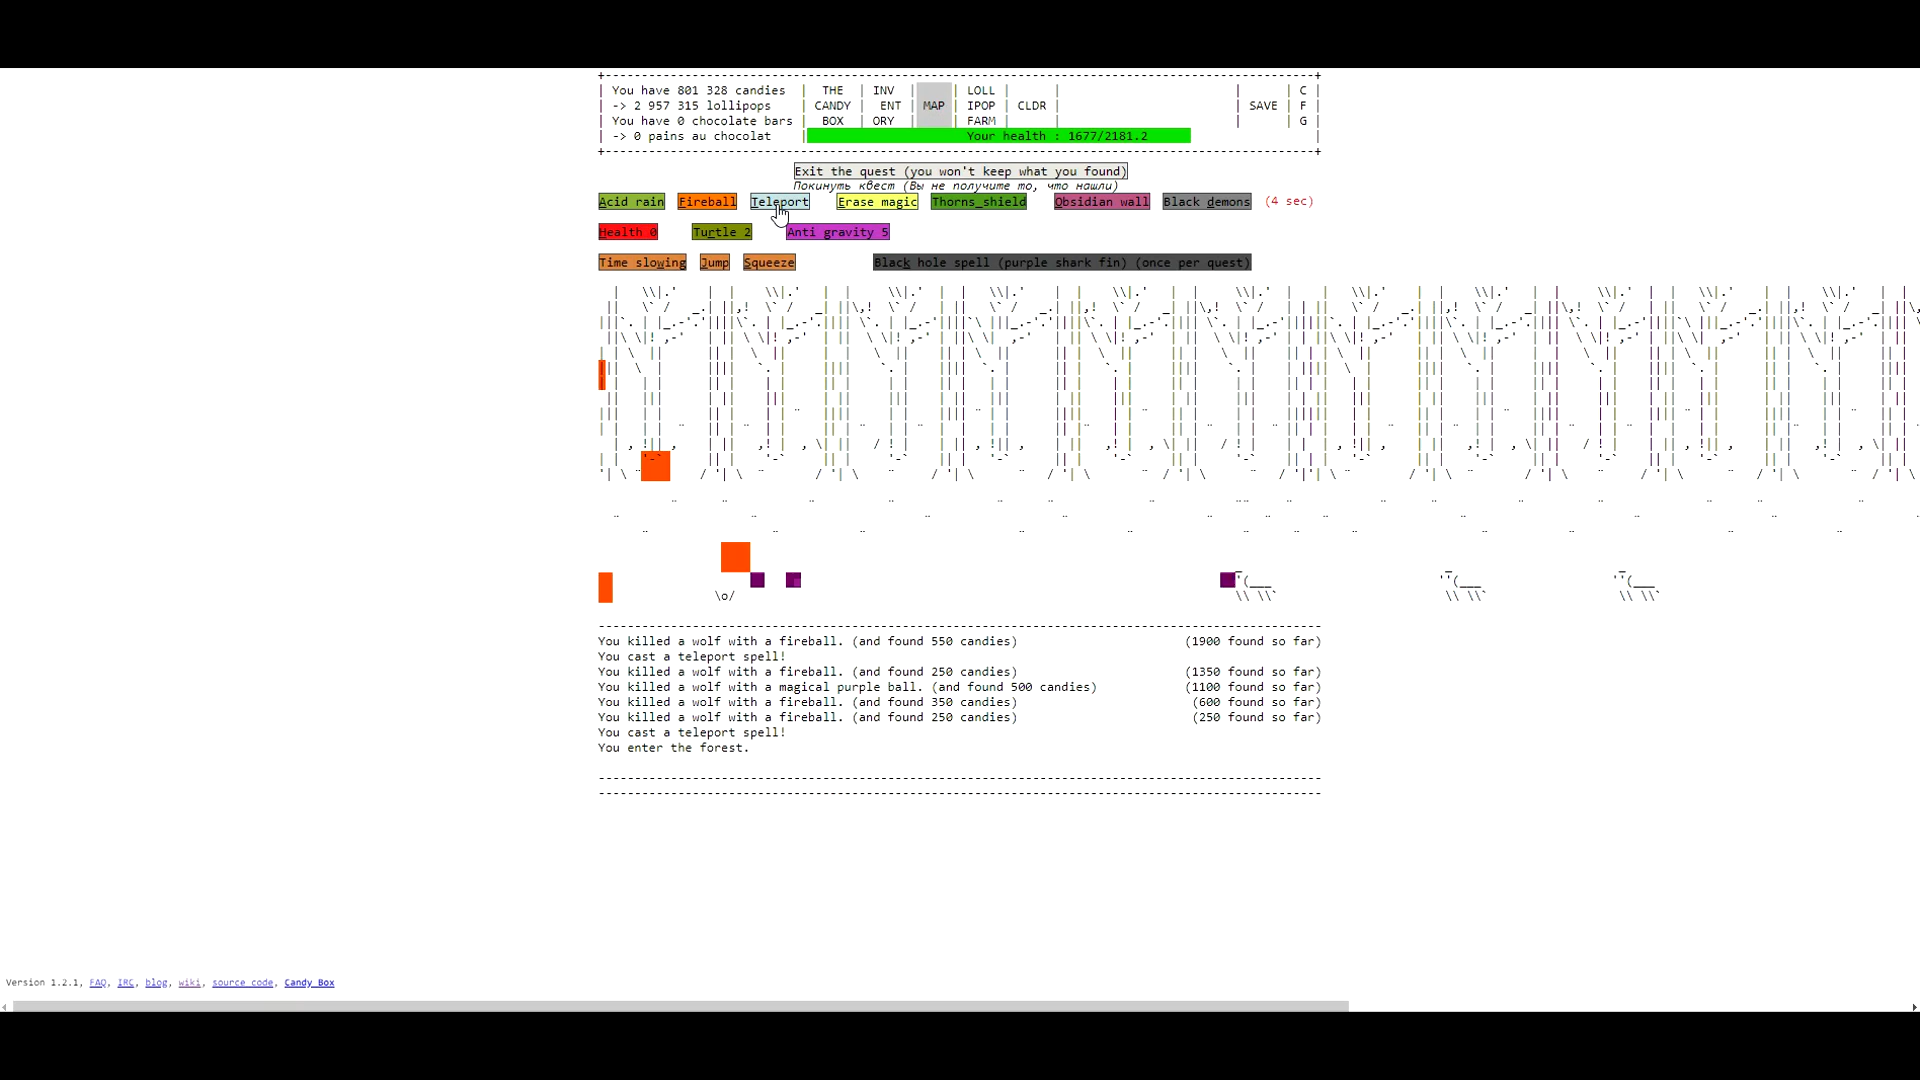 You have 801 328 candies | THE | INV | | LOLL | | | | C
-> 2 957 315 lollipops | CANDY | ENT | MAP | IPOP | CLDR | | SAVE | F
You have 0 chocolate bars | BOX | ORY | | FARM | | | | G
-> 0 pains au chocolat | Your health : 1677/2181.2
Exit the quest (you won't keep what you found)
Покинуть квест (Вы не получите то, что нашли)
Acid rain Fireball Teleport Erase magic Thorns_shield Obsidian wall Black demons (4 sec)
Health 0 Turtle 2 Anti gravity 5
Time slowing Jump Squeeze Black hole spell (purple shark fin) (once per quest)
\o/
You killed a wolf with a fireball. (and found 550 candies) (1900 found so far)
You cast a teleport spell!
You killed a wolf with a fireball. (and found 250 candies) (1350 found so far)
You killed a wolf with a magical purple ball. (and found 500 candies) (1100 found so far)
You killed a wolf with a fireball. (and found 350 candies) (600 found so far)
You killed a wolf with a fireball. (and found 250 candies) (250 found so far)
You cast a teleport spell!
You enter the forest.
Version 1.2.1, FAQ, IRC, blog, wiki, source code, Candy Box